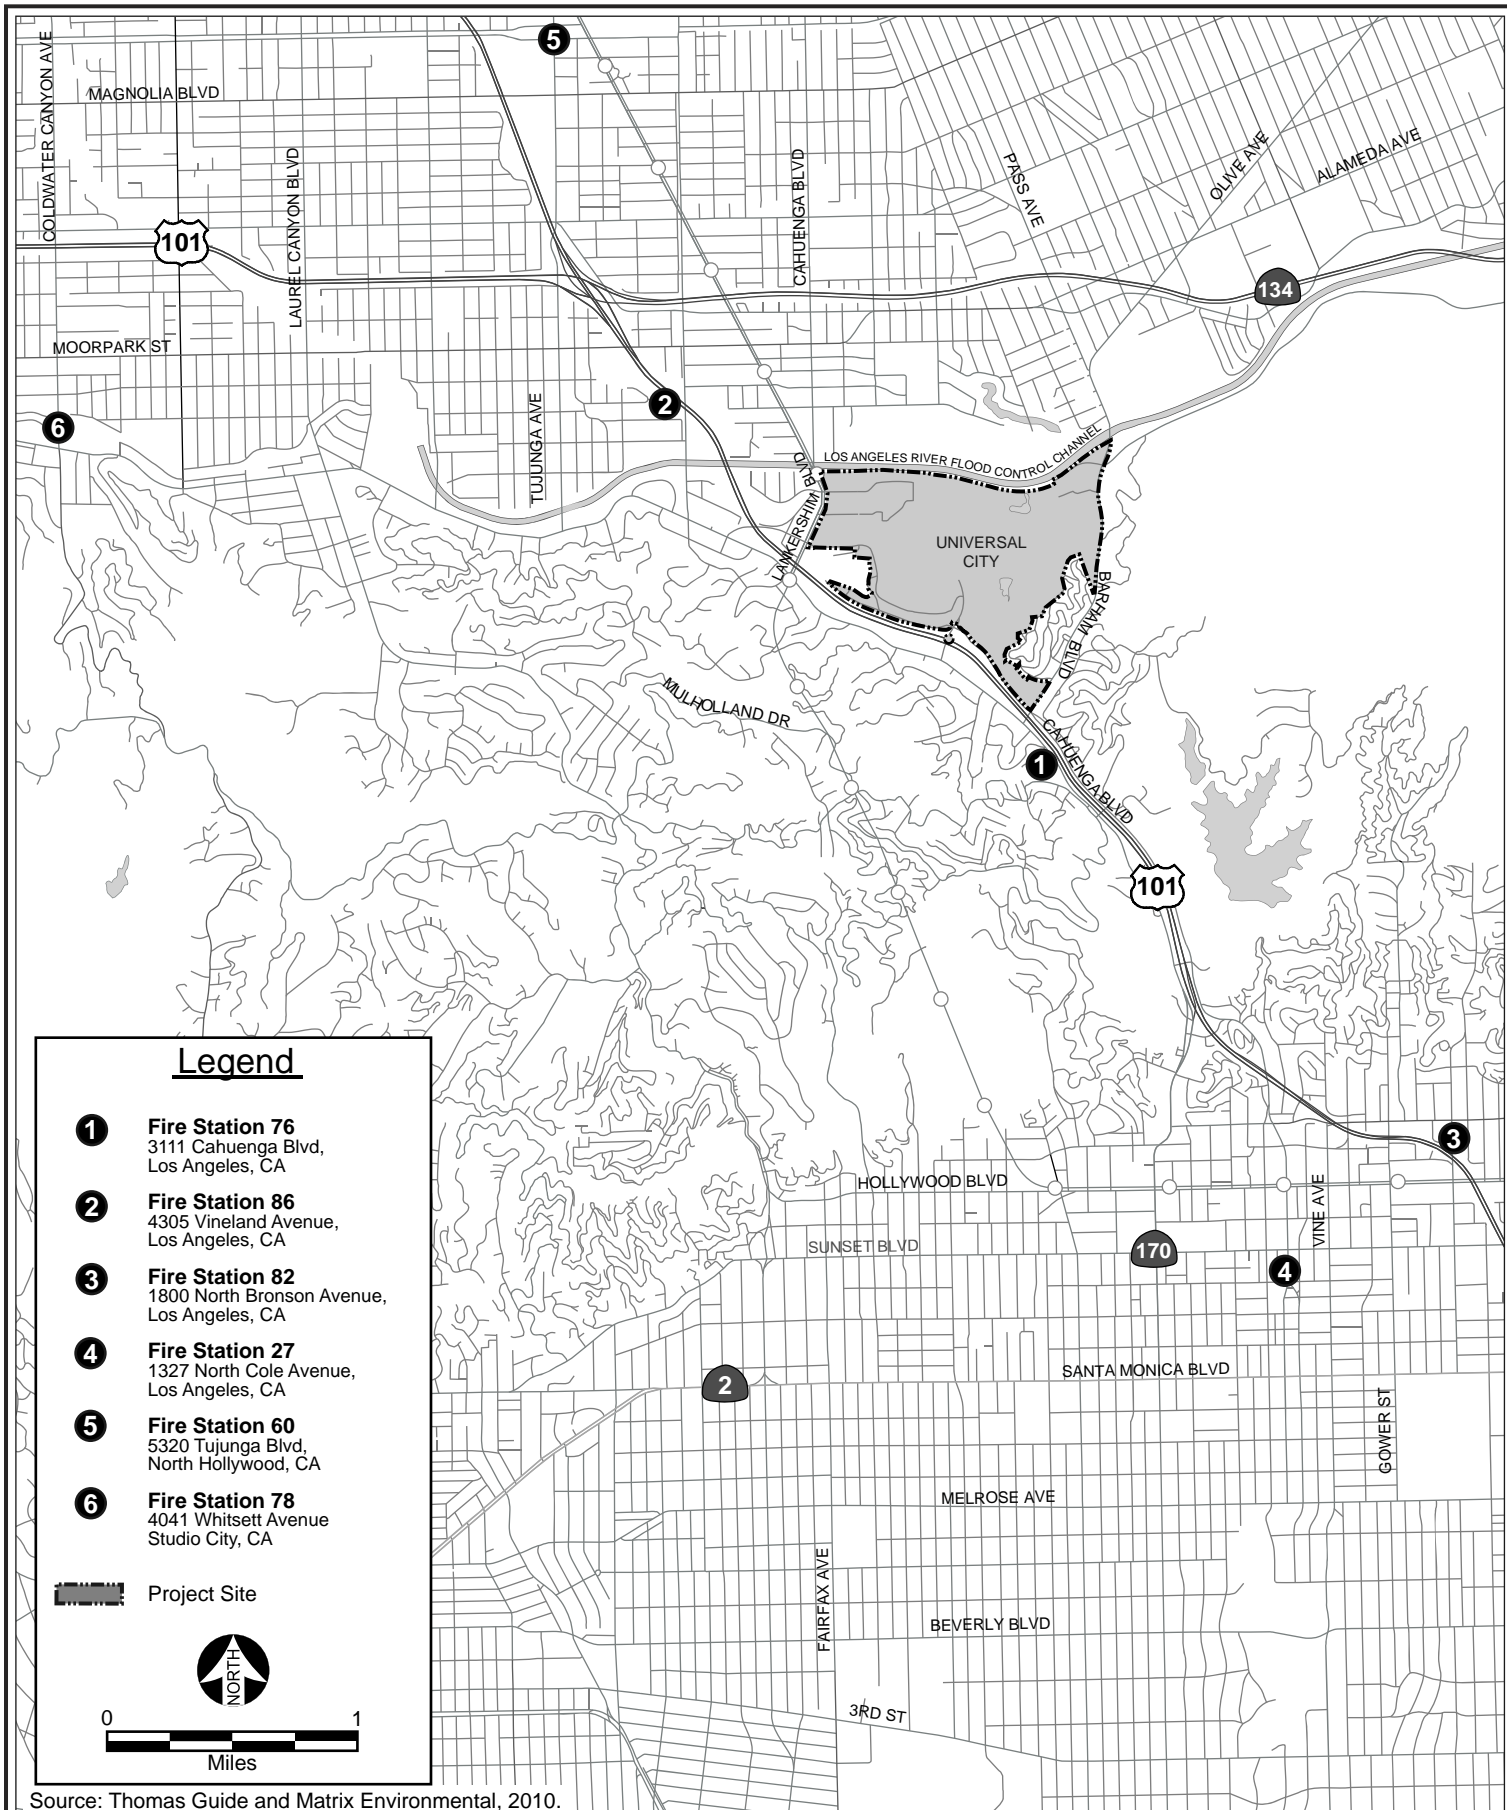 COLDWATER CANYON AVE
MAGNOLIA BLVD
5
LAUREL CANYON BLVD
CAHUENGA BLVD
PASS AVE
OLIVE AVE
ALAMEDA AVE
101
134
MOORPARK ST
TUJUNGA AVE
2
6
LANKERSHIM BLVD
LOS ANGELES RIVER FLOOD CONTROL CHANNEL
UNIVERSAL
CITY
BARHAM BLVD
MULHOLLAND DR
1
CAHUENGA BLVD
101
3
HOLLYWOOD BLVD
VINE AVE
SUNSET BLVD
170
4
2
SANTA MONICA BLVD
GOWER ST
MELROSE AVE
FAIRFAX AVE
BEVERLY BLVD
3RD ST
Legend
1 Fire Station 76
3111 Cahuenga Blvd,
Los Angeles, CA
2 Fire Station 86
4305 Vineland Avenue,
Los Angeles, CA
3 Fire Station 82
1800 North Bronson Avenue,
Los Angeles, CA
4 Fire Station 27
1327 North Cole Avenue,
Los Angeles, CA
5 Fire Station 60
5320 Tujunga Blvd,
North Hollywood, CA
6 Fire Station 78
4041 Whitsett Avenue
Studio City, CA
Project Site
NORTH
0 1
Miles
Source: Thomas Guide and Matrix Environmental, 2010.